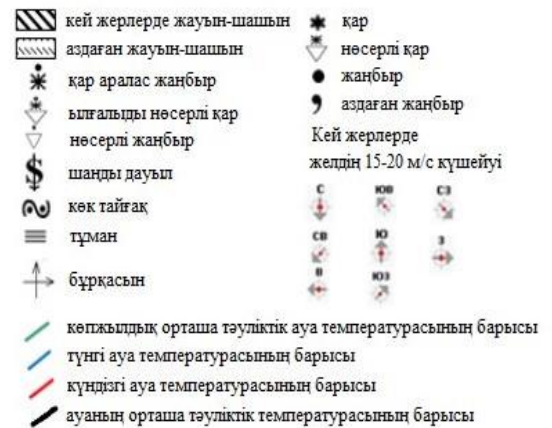 кей жерлерде жауын-шашын
аздаған жауын-шашын
қар аралас жаңбыр
ылғалыды нөсерлі қар
нөсерлі жаңбыр
шаңды дауыл
көк тайғақ
тұман
бұрқасын
қар
нөсерлі қар
жаңбыр
аздаған жаңбыр
Кей жерлерде
желдің 15-20 м/с күшейуі
С ЮВ СЗ
СВ Ю З
В ЮЗ
көпжылдық орташа тәуліктік ауа температурасының барысы
түнгі ауа температурасының барысы
күндізгі ауа температурасының барысы
ауаның орташа тәуліктік температурасының барысы